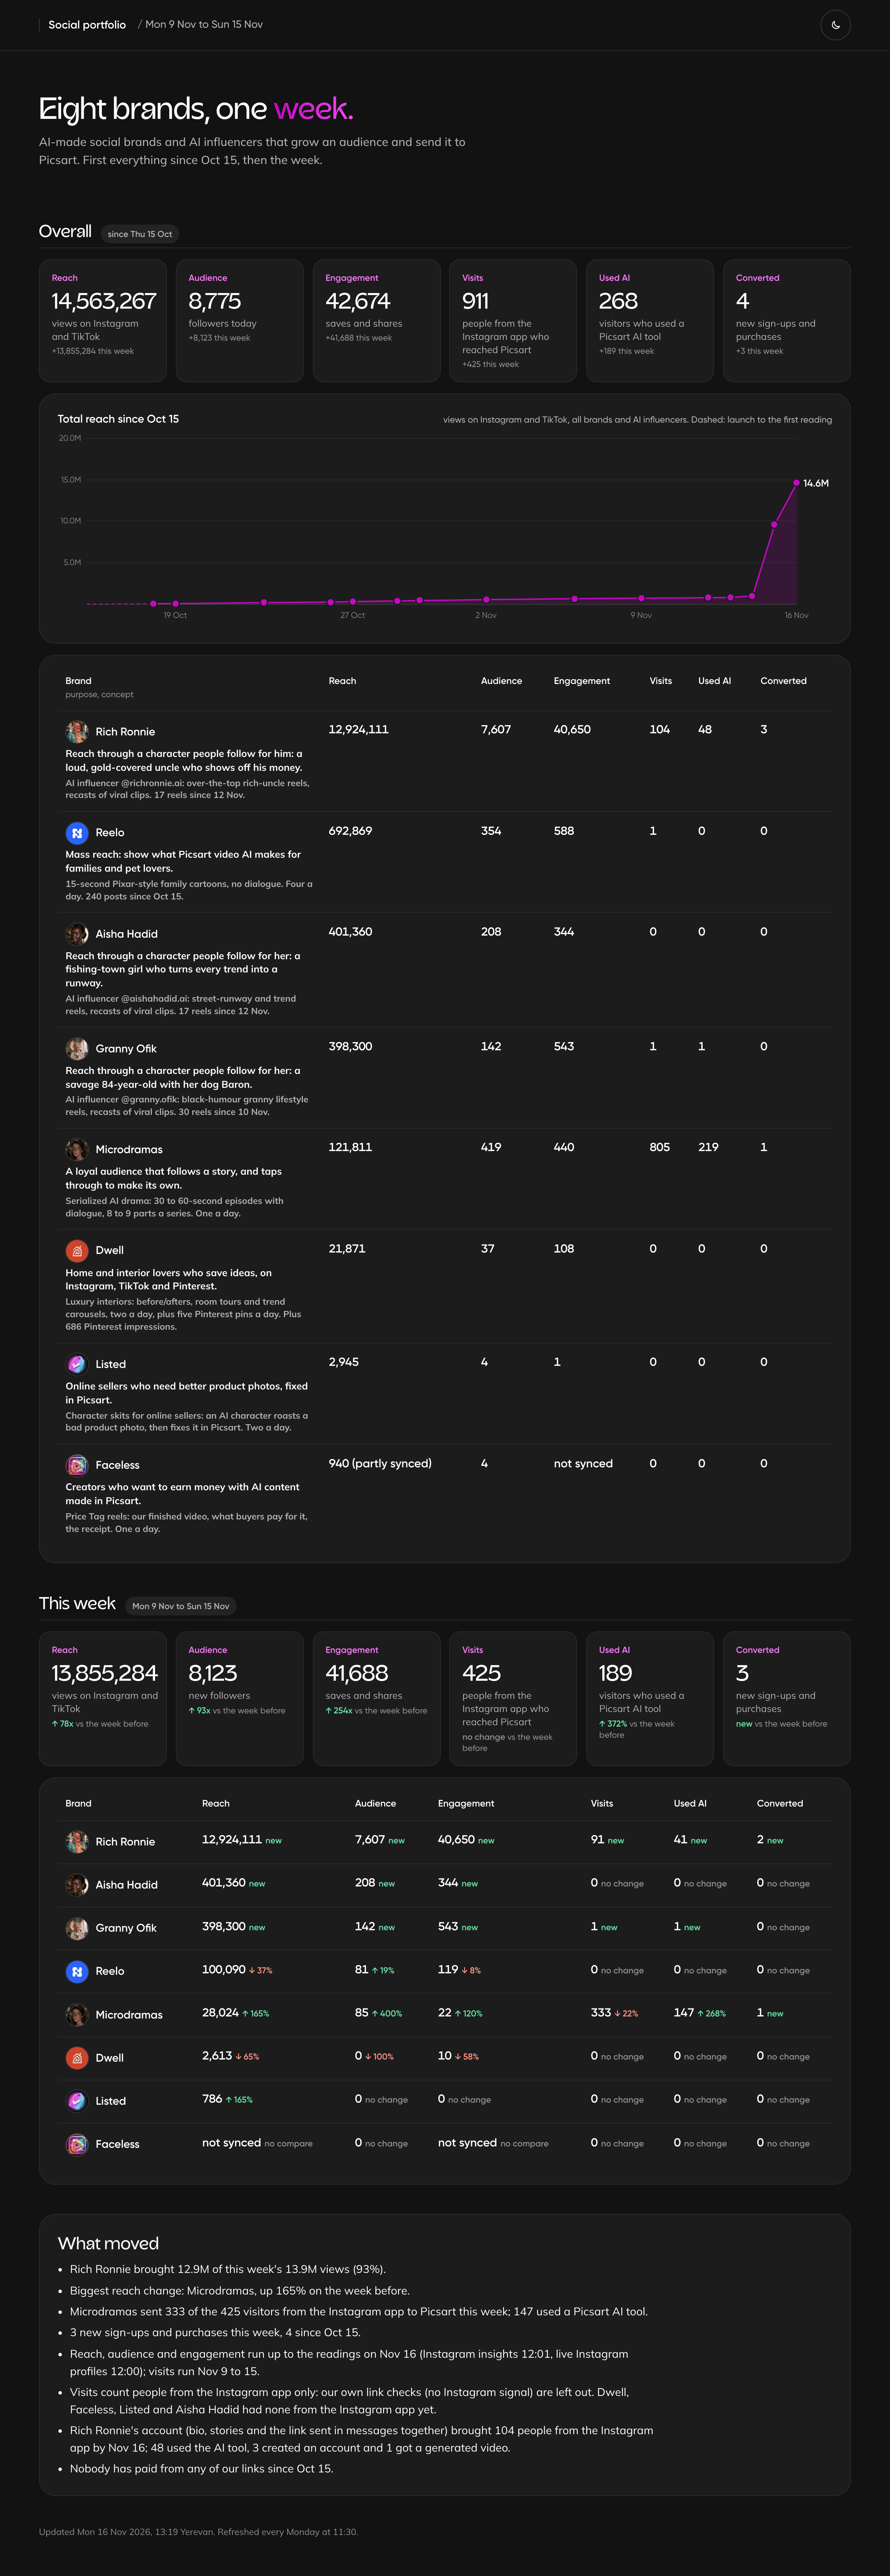 Social portfolio / Mon 9 Nov to Sun 15 Nov
Eight brands, one week.
AI-made social brands and AI influencers that grow an audience and send it to
Picsart. First everything since Oct 15, then the week.
Overall since Thu 15 Oct
Reach
14,563,267
views on Instagram
and TikTok
+13,855,284 this week
Audience
8,775
followers today
+8,123 this week
Engagement
42,674
saves and shares
+41,688 this week
Visits
911
people from the
Instagram app who
reached Picsart
+425 this week
Used AI
268
visitors who used a
Picsart AI tool
+189 this week
Converted
4
new sign-ups and
purchases
+3 this week
Total reach since Oct 15
views on Instagram and TikTok, all brands and AI influencers. Dashed: launch to the first reading
20.0M
15.0M
10.0M
5.0M
14.6M
19 Oct 27 Oct 2 Nov 9 Nov 16 Nov
Brand Reach Audience Engagement Visits Used AI Converted
purpose, concept
Rich Ronnie 12,924,111 7,607 40,650 104 48 3
Reach through a character people follow for him: a
loud, gold-covered uncle who shows off his money.
AI influencer @richronnie.ai: over-the-top rich-uncle reels,
recasts of viral clips. 17 reels since 12 Nov.
Reelo 692,869 354 588 1 0 0
Mass reach: show what Picsart video AI makes for
families and pet lovers.
15-second Pixar-style family cartoons, no dialogue. Four a
day. 240 posts since Oct 15.
Aisha Hadid 401,360 208 344 0 0 0
Reach through a character people follow for her: a
fishing-town girl who turns every trend into a
runway.
AI influencer @aishahadid.ai: street-runway and trend
reels, recasts of viral clips. 17 reels since 12 Nov.
Granny Ofik 398,300 142 543 1 1 0
Reach through a character people follow for her: a
savage 84-year-old with her dog Baron.
AI influencer @granny.ofik: black-humour granny lifestyle
reels, recasts of viral clips. 30 reels since 10 Nov.
Microdramas 121,811 419 440 805 219 1
A loyal audience that follows a story, and taps
through to make its own.
Serialized AI drama: 30 to 60-second episodes with
dialogue, 8 to 9 parts a series. One a day.
Dwell 21,871 37 108 0 0 0
Home and interior lovers who save ideas, on
Instagram, TikTok and Pinterest.
Luxury interiors: before/afters, room tours and trend
carousels, two a day, plus five Pinterest pins a day. Plus
686 Pinterest impressions.
Listed 2,945 4 1 0 0 0
Online sellers who need better product photos, fixed
in Picsart.
Character skits for online sellers: an AI character roasts a
bad product photo, then fixes it in Picsart. Two a day.
Faceless 940 (partly synced) 4 not synced 0 0 0
Creators who want to earn money with AI content
made in Picsart.
Price Tag reels: our finished video, what buyers pay for it,
the receipt. One a day.
This week Mon 9 Nov to Sun 15 Nov
Reach
13,855,284
views on Instagram and
TikTok
↑ 78x vs the week before
Audience
8,123
new followers
↑ 93x vs the week before
Engagement
41,688
saves and shares
↑ 254x vs the week before
Visits
425
people from the
Instagram app who
reached Picsart
no change vs the week
before
Used AI
189
visitors who used a
Picsart AI tool
↑ 372% vs the week
before
Converted
3
new sign-ups and
purchases
new vs the week before
Brand Reach Audience Engagement Visits Used AI Converted
Rich Ronnie 12,924,111 new 7,607 new 40,650 new 91 new 41 new 2 new
Aisha Hadid 401,360 new 208 new 344 new 0 no change 0 no change 0 no change
Granny Ofik 398,300 new 142 new 543 new 1 new 1 new 0 no change
Reelo 100,090 ↓ 37% 81 ↑ 19% 119 ↓ 8% 0 no change 0 no change 0 no change
Microdramas 28,024 ↑ 165% 85 ↑ 400% 22 ↑ 120% 333 ↓ 22% 147 ↑ 268% 1 new
Dwell 2,613 ↓ 65% 0 ↓ 100% 10 ↓ 58% 0 no change 0 no change 0 no change
Listed 786 ↑ 165% 0 no change 0 no change 0 no change 0 no change 0 no change
Faceless not synced no compare 0 no change not synced no compare 0 no change 0 no change 0 no change
What moved
• Rich Ronnie brought 12.9M of this week's 13.9M views (93%).
• Biggest reach change: Microdramas, up 165% on the week before.
• Microdramas sent 333 of the 425 visitors from the Instagram app to Picsart this week; 147 used a Picsart AI tool.
• 3 new sign-ups and purchases this week, 4 since Oct 15.
• Reach, audience and engagement run up to the readings on Nov 16 (Instagram insights 12:01, live Instagram
profiles 12:00); visits run Nov 9 to 15.
• Visits count people from the Instagram app only: our own link checks (no Instagram signal) are left out. Dwell,
Faceless, Listed and Aisha Hadid had none from the Instagram app yet.
• Rich Ronnie's account (bio, stories and the link sent in messages together) brought 104 people from the Instagram
app by Nov 16; 48 used the AI tool, 3 created an account and 1 got a generated video.
• Nobody has paid from any of our links since Oct 15.
Updated Mon 16 Nov 2026, 13:19 Yerevan. Refreshed every Monday at 11:30.